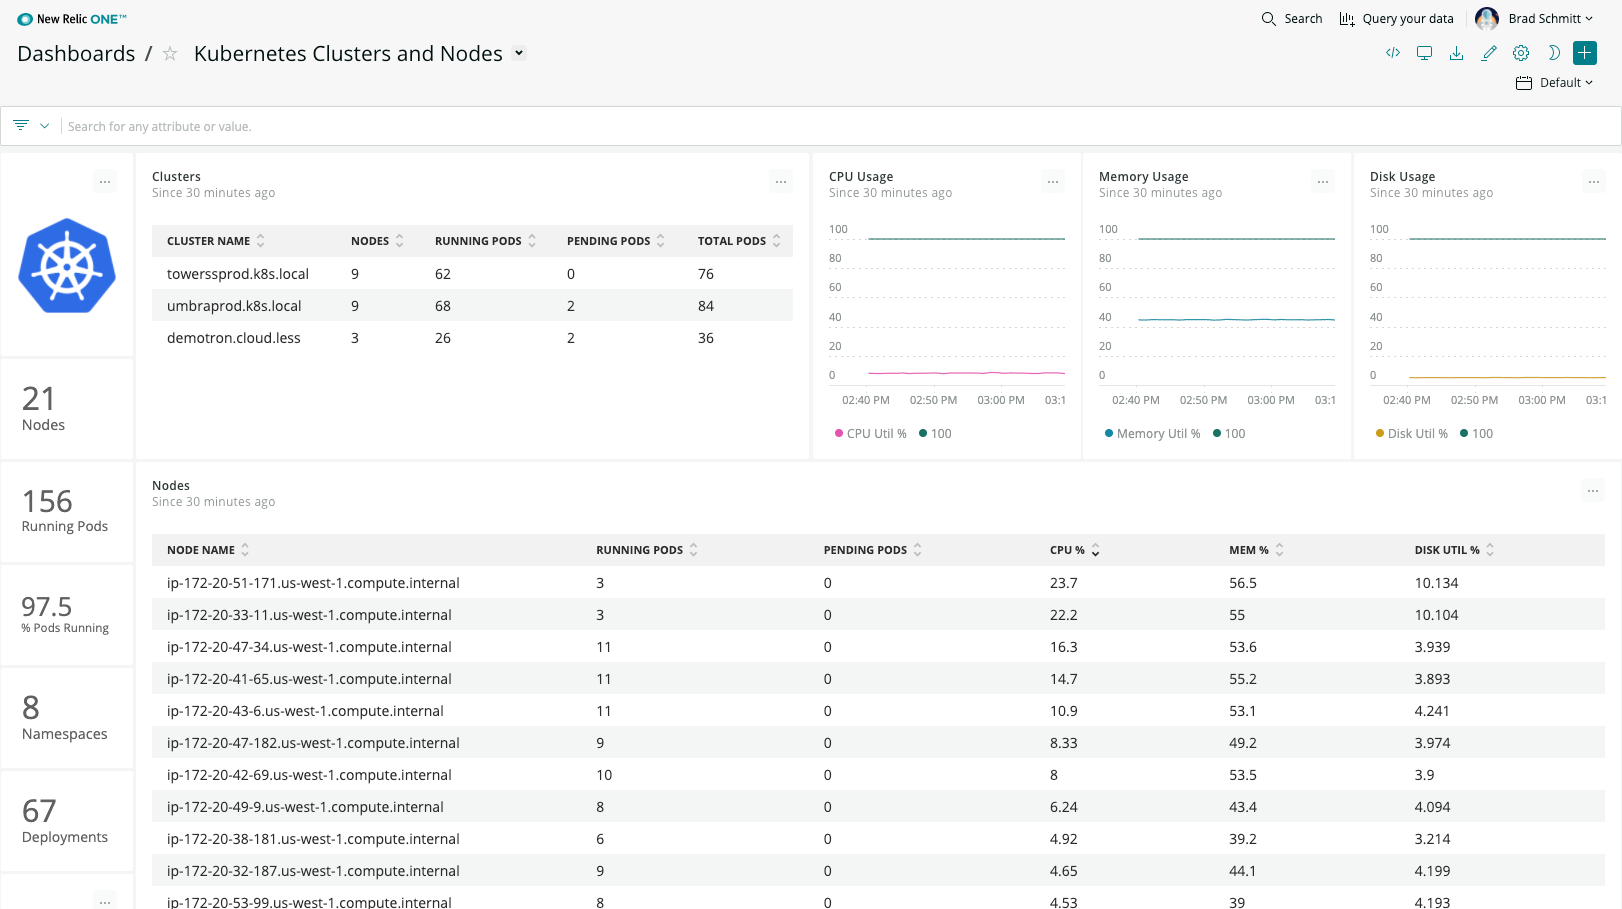 New Relic ONE™
Search
Query your data
Brad Schmitt
Dashboards / ☆ Kubernetes Clusters and Nodes
Default
Search for any attribute or value.
Clusters
Since 30 minutes ago
CLUSTER NAME NODES RUNNING PODS PENDING PODS TOTAL PODS
towerssprod.k8s.local 9 62 0 76
umbraprod.k8s.local 9 68 2 84
demotron.cloud.less 3 26 2 36
CPU Usage
Since 30 minutes ago
100
80
60
40
20
0
02:40 PM 02:50 PM 03:00 PM 03:1
CPU Util % 100
Memory Usage
Since 30 minutes ago
100
80
60
40
20
0
02:40 PM 02:50 PM 03:00 PM 03:1
Memory Util % 100
Disk Usage
Since 30 minutes ago
100
80
60
40
20
0
02:40 PM 02:50 PM 03:00 PM 03:1
Disk Util % 100
21
Nodes
156
Running Pods
97.5
% Pods Running
8
Namespaces
67
Deployments
Nodes
Since 30 minutes ago
NODE NAME RUNNING PODS PENDING PODS CPU % MEM % DISK UTIL %
ip-172-20-51-171.us-west-1.compute.internal 3 0 23.7 56.5 10.134
ip-172-20-33-11.us-west-1.compute.internal 3 0 22.2 55 10.104
ip-172-20-47-34.us-west-1.compute.internal 11 0 16.3 53.6 3.939
ip-172-20-41-65.us-west-1.compute.internal 11 0 14.7 55.2 3.893
ip-172-20-43-6.us-west-1.compute.internal 11 0 10.9 53.1 4.241
ip-172-20-47-182.us-west-1.compute.internal 9 0 8.33 49.2 3.974
ip-172-20-42-69.us-west-1.compute.internal 10 0 8 53.5 3.9
ip-172-20-49-9.us-west-1.compute.internal 8 0 6.24 43.4 4.094
ip-172-20-38-181.us-west-1.compute.internal 6 0 4.92 39.2 3.214
ip-172-20-32-187.us-west-1.compute.internal 9 0 4.65 44.1 4.199
ip-172-20-53-99.us-west-1.compute.internal 8 0 4.53 39 4.193